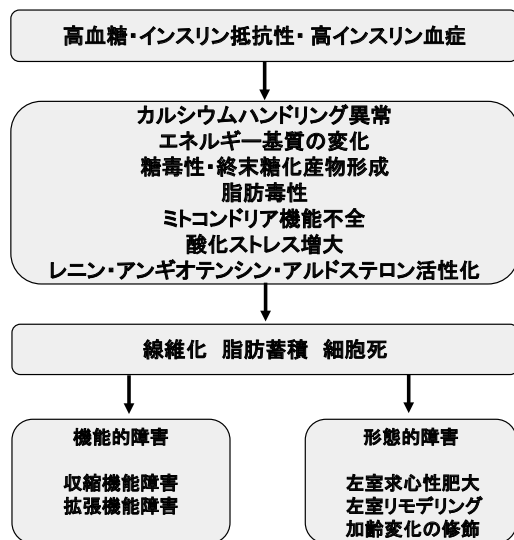 高血糖・インスリン抵抗性・高インスリン血症
カルシウムハンドリング異常
エネルギー基質の変化
糖毒性・終末糖化産物形成
脂肪毒性
ミトコンドリア機能不全
酸化ストレス増大
レニン・アンギオテンシン・アルドステロン活性化
線維化 脂肪蓄積 細胞死
機能的障害
収縮機能障害
拡張機能障害
形態的障害
左室求心性肥大
左室リモデリング
加齢変化の修飾